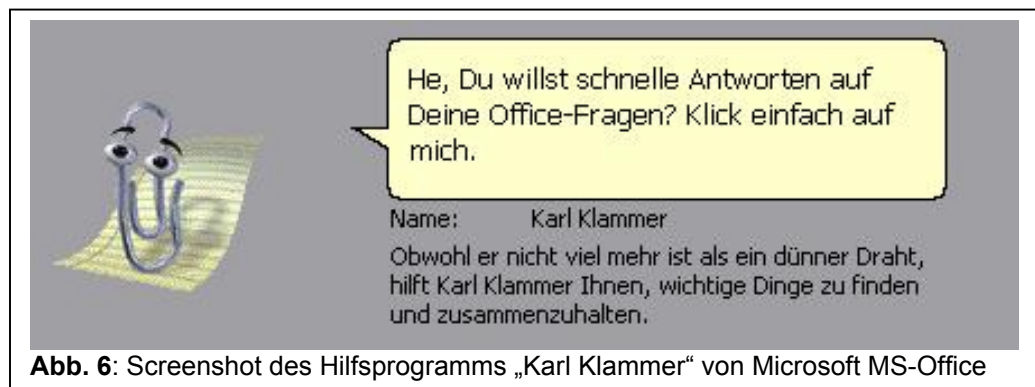 He, Du willst schnelle Antworten auf
Deine Office-Fragen? Klick einfach auf
mich.
Name: Karl Klammer
Obwohl er nicht viel mehr ist als ein dünner Draht,
hilft Karl Klammer Ihnen, wichtige Dinge zu finden
und zusammenzuhalten.
Abb. 6: Screenshot des Hilfsprogramms „Karl Klammer“ von Microsoft MS-Office